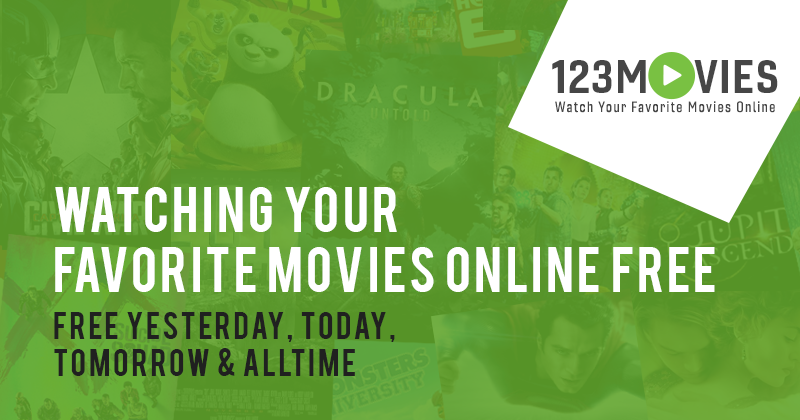 123MOVIES
Watch Your Favorite Movies Online
DRACULA
UNTOLD
WATCHING YOUR
FAVORITE MOVIES ONLINE FREE
FREE YESTERDAY, TODAY,
TOMORROW & ALLTIME